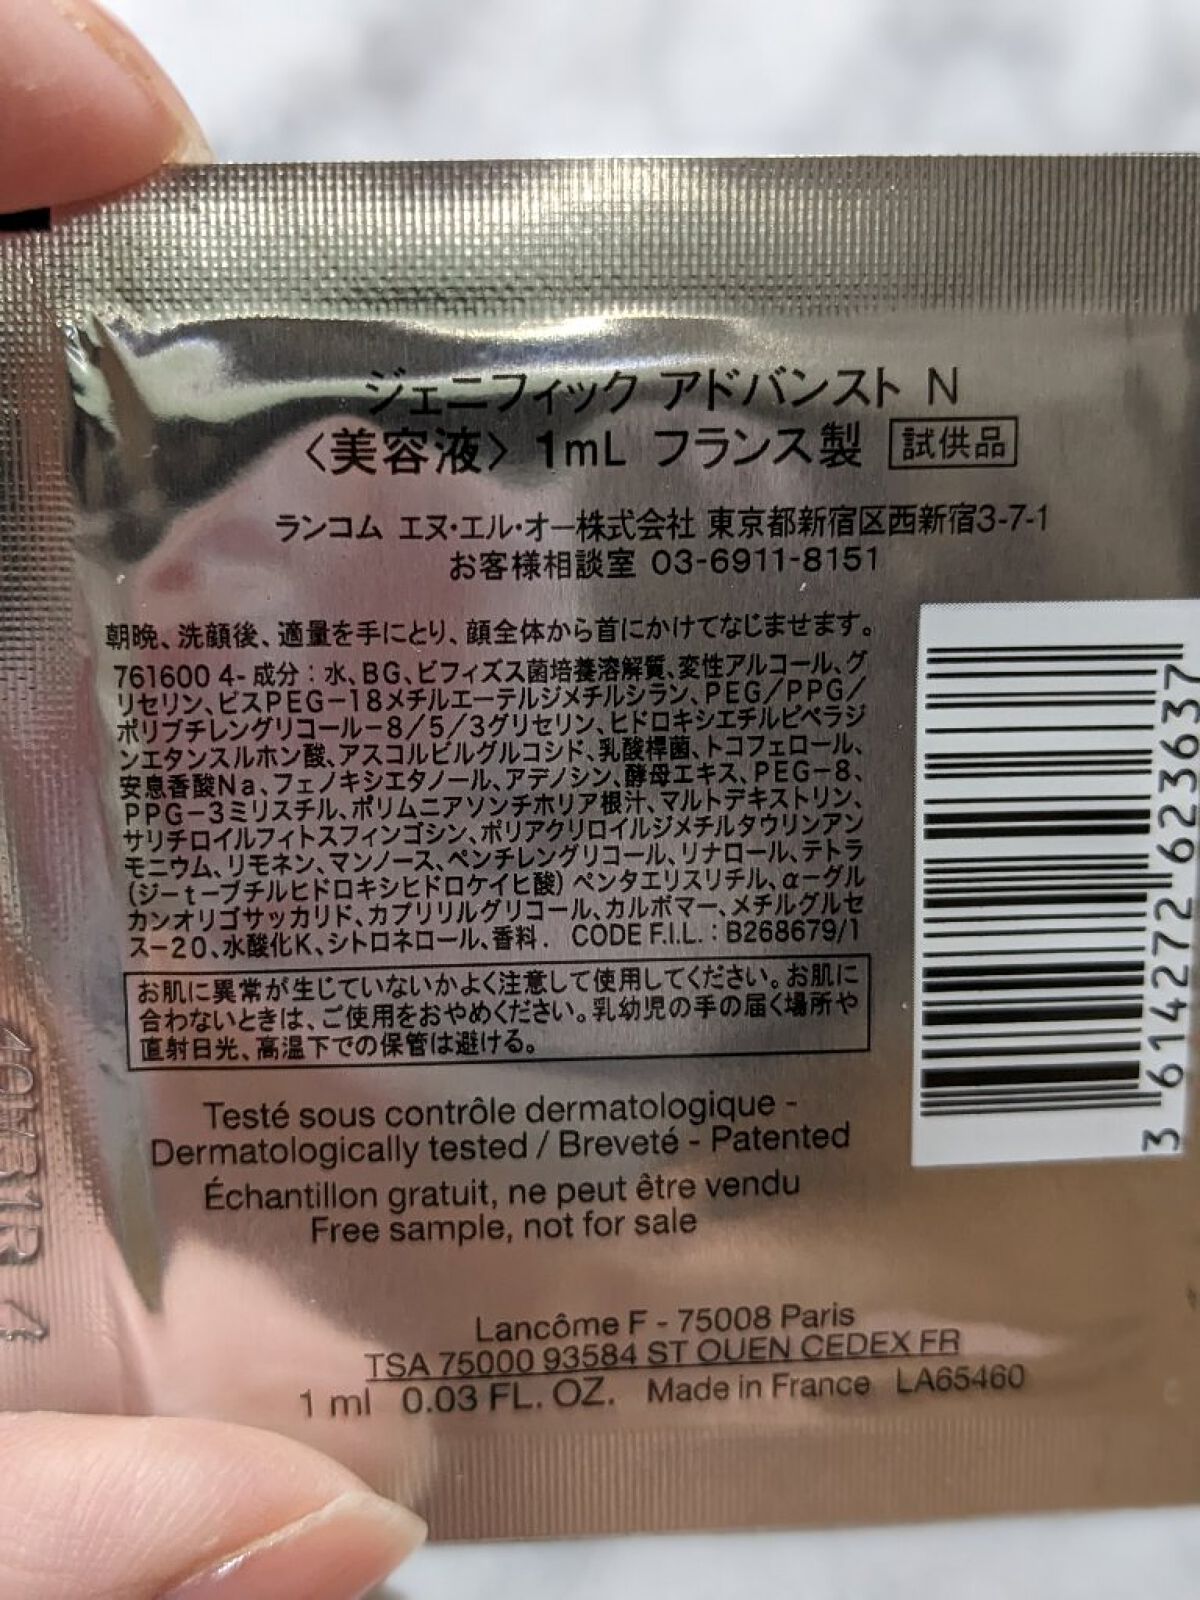 ジェニフィック アドバンスト N
〈美容液〉 1mL フランス製 試供品
ランコム エヌ・エル・オー株式会社 東京都新宿区西新宿3-7-1
お客様相談室 03-6911-8151
朝晩、洗顔後、適量を手にとり、顔全体から首にかけてなじませます。
761600 4- 成分 : 水、BG、ビフィズス菌培養溶解質、変性アルコール、グ
リセリン、ビスPEG-18メチルエーテルジメチルシラン、PEG/PPG/
ポリブチレングリコール-8/5/3グリセリン、ヒドロキシエチルピペラジ
ンエタンスルホン酸、アスコルビルグルコシド、乳酸桿菌、トコフェロール、
安息香酸Na、フェノキシエタノール、アデノシン、酵母エキス、PEG-8、
PPG-3ミリスチル、ポリムニアソンチホリア根汁、マルトデキストリン、
サリチロイルフィトスフィンゴシン、ポリアクリロイルジメチルタウリンアン
モニウム、リモネン、マンノース、ペンチレングリコール、リナロール、テトラ
(ジ-t-ブチルヒドロキシヒドロケイヒ酸) ペンタエリスリチル、α-グル
カンオリゴサッカリド、カプリリルグリコール、カルボマー、メチルグルセ
ス-20、水酸化K、シトロネロール、香料. CODE F.I.L. : B268679/1
お肌に異常が生じていないかよく注意して使用してください。お肌に
合わないときは、ご使用をおやめください。乳幼児の手の届く場所や
直射日光、高温下での保管は避ける。
Testé sous contrôle dermatologique -
Dermatologically tested / Breveté - Patented
Échantillon gratuit, ne peut être vendu
Free sample, not for sale
Lancôme F - 75008 Paris
TSA 75000 93584 ST OUEN CEDEX FR
1 ml 0.03 FL. OZ. Made in France LA65460
3 614272 623637